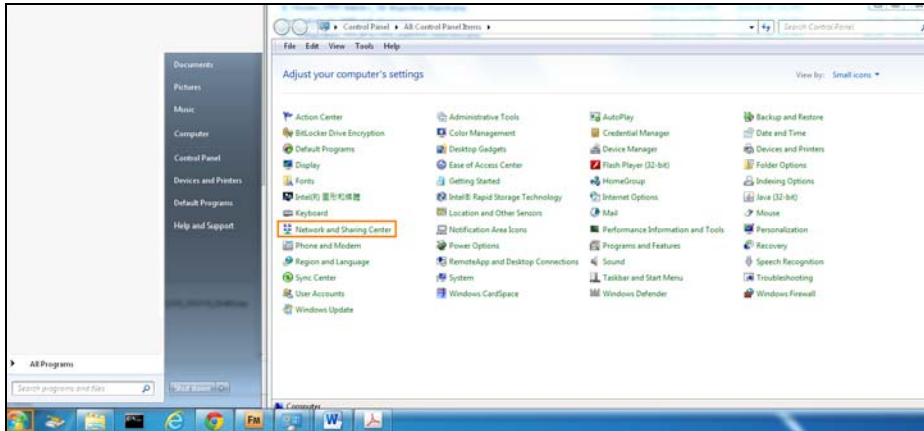 Control Panel ▸ All Control Panel Items ▸
Search Control Panel
File Edit View Tools Help
Adjust your computer's settings
View by: Small icons
Action Center
Administrative Tools
AutoPlay
Backup and Restore
BitLocker Drive Encryption
Color Management
Credential Manager
Date and Time
Default Programs
Desktop Gadgets
Device Manager
Devices and Printers
Display
Ease of Access Center
Flash Player (32-bit)
Folder Options
Fonts
Getting Started
HomeGroup
Indexing Options
Intel(R) 圖形和媒體
Intel® Rapid Storage Technology
Internet Options
Java (32-bit)
Keyboard
Location and Other Sensors
Mail
Mouse
Network and Sharing Center
Notification Area Icons
Performance Information and Tools
Personalization
Phone and Modem
Power Options
Programs and Features
Recovery
Region and Language
RemoteApp and Desktop Connections
Sound
Speech Recognition
Sync Center
System
Taskbar and Start Menu
Troubleshooting
User Accounts
Windows CardSpace
Windows Defender
Windows Firewall
Windows Update
Computer
Documents
Pictures
Music
Computer
Control Panel
Devices and Printers
Default Programs
Help and Support
All Programs
Search programs and files
FM
W